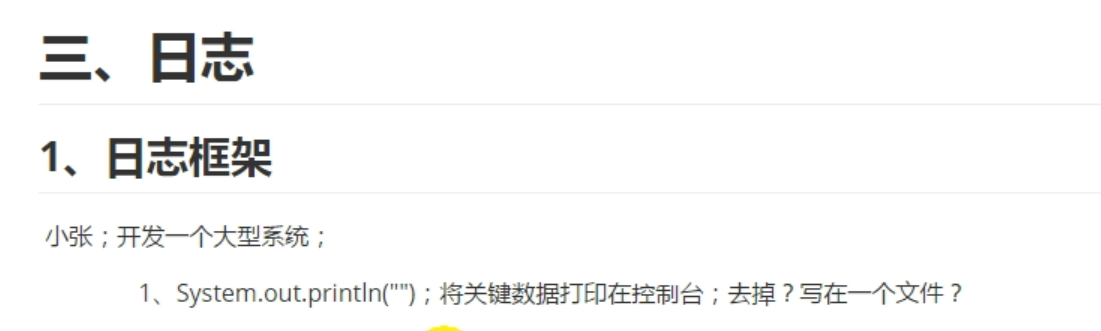 三、日志
1、日志框架
小张；开发一个大型系统；
1、System.out.println("")；将关键数据打印在控制台；去掉？写在一个文件？